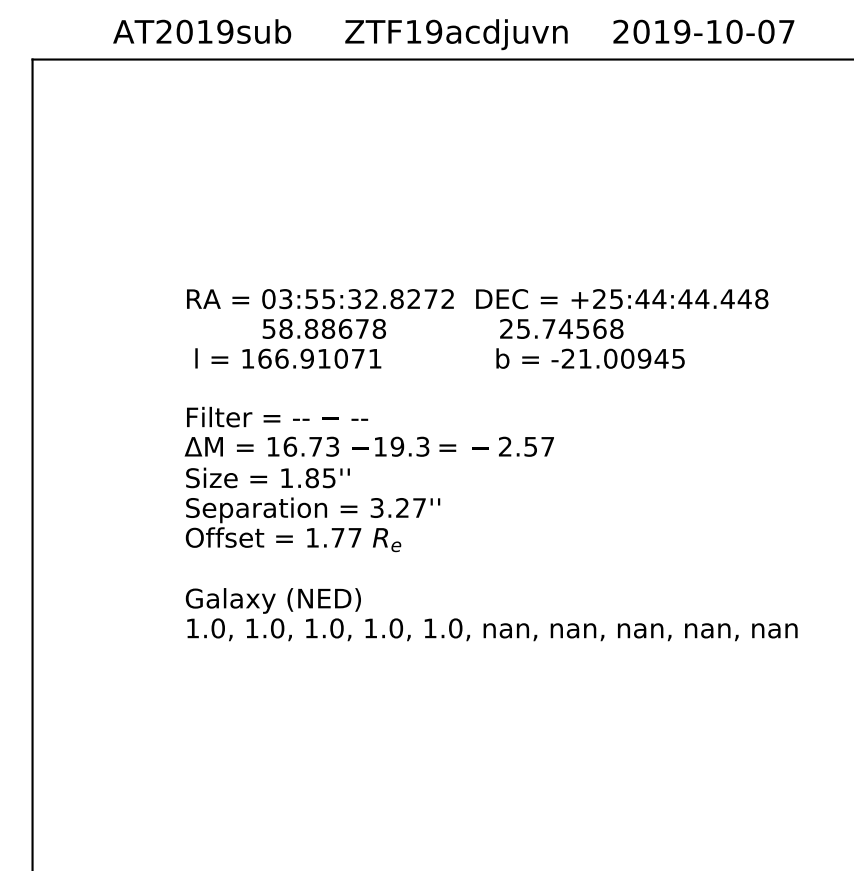 AT2019sub ZTF19acdjuvn 2019-10-07
RA = 03:55:32.8272 DEC = +25:44:44.448
58.88678 25.74568
l = 166.91071 b = -21.00945
Filter = -- − --
ΔM = 16.73 −19.3 = − 2.57
Size = 1.85''
Separation = 3.27''
Offset = 1.77 Rₑ
Galaxy (NED)
1.0, 1.0, 1.0, 1.0, 1.0, nan, nan, nan, nan, nan